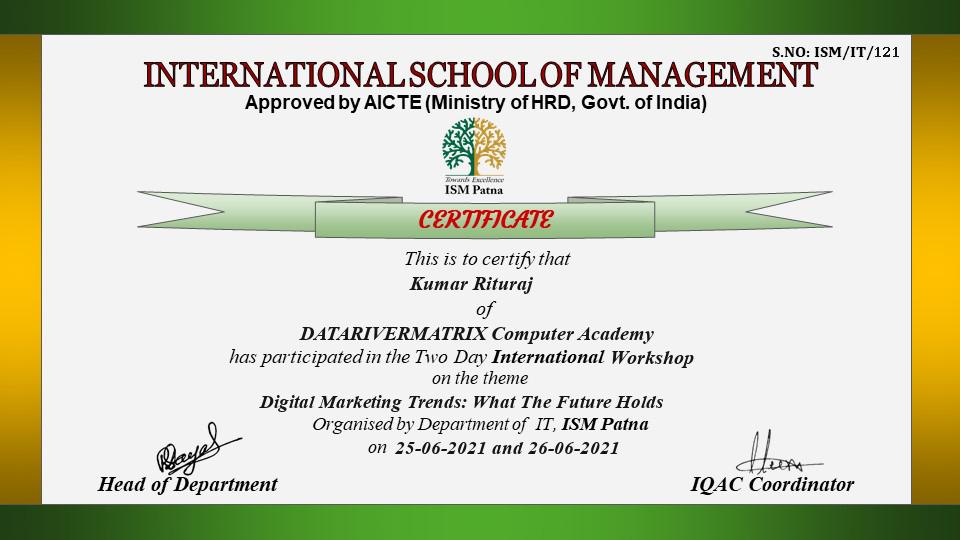 S.NO: ISM/IT/121
INTERNATIONAL SCHOOL OF MANAGEMENT
Approved by AICTE (Ministry of HRD, Govt. of India)
Towards Excellence
ISM Patna
CERTIFICATE
This is to certify that
Kumar Rituraj
of
DATARIVERMATRIX Computer Academy
has participated in the Two Day International Workshop
on the theme
Digital Marketing Trends: What The Future Holds
Organised by Department of IT, ISM Patna
on 25-06-2021 and 26-06-2021
Head of Department
IQAC Coordinator